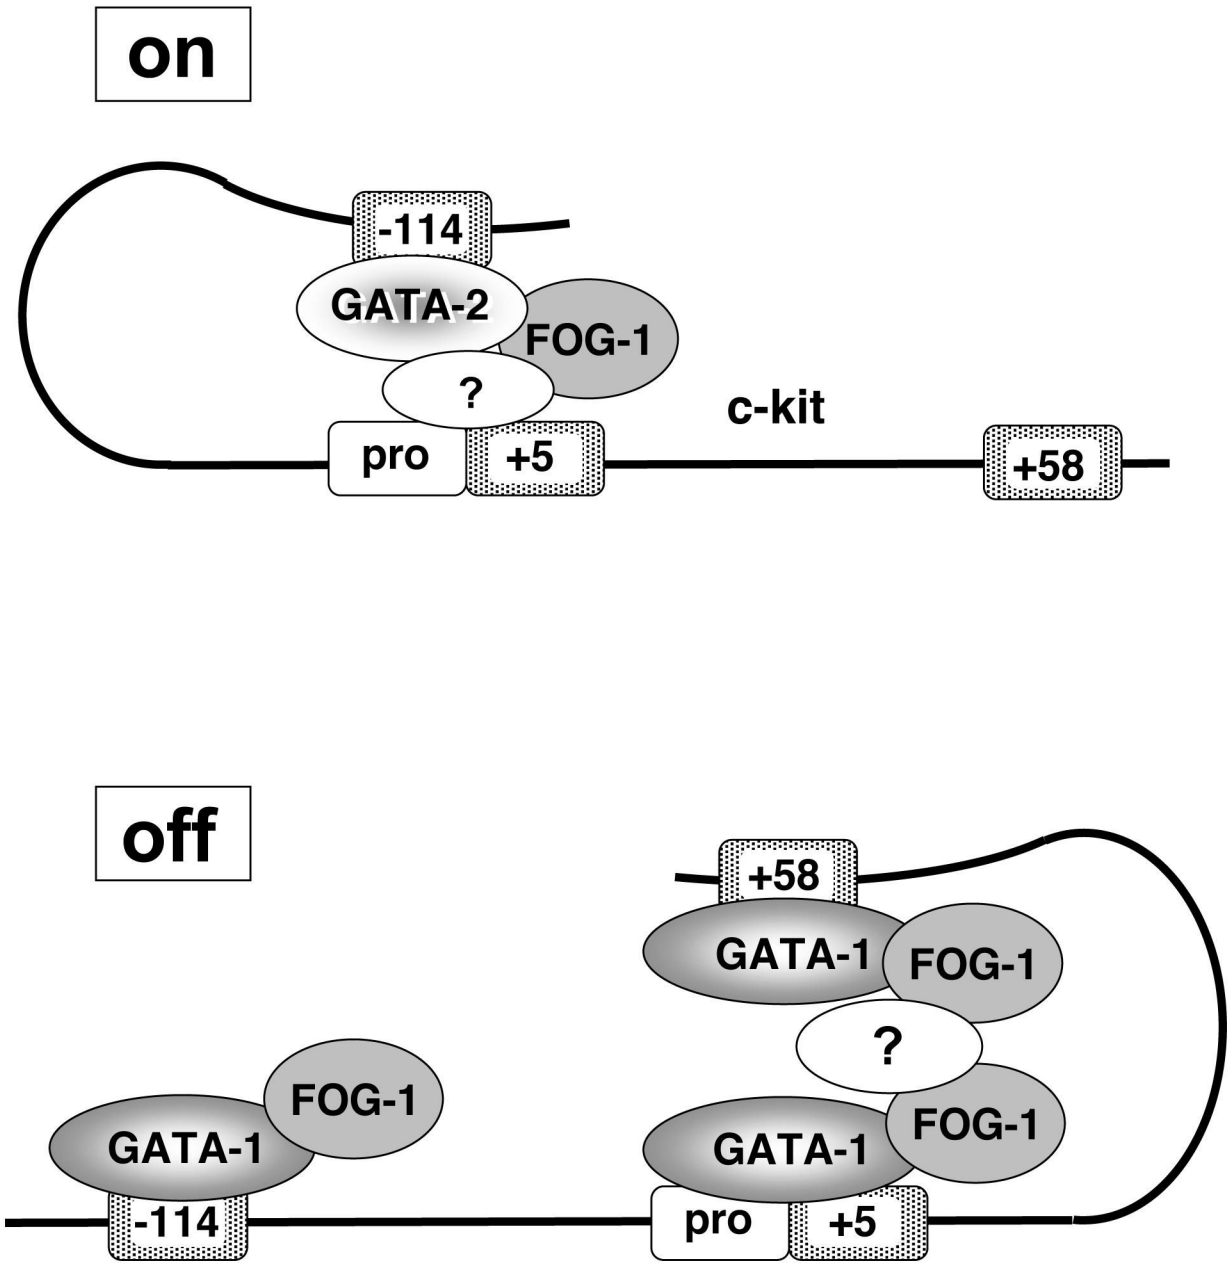 on
-114
GATA-2
FOG-1
?
c-kit
pro
+5
+58
off
+58
GATA-1
FOG-1
?
FOG-1
GATA-1
FOG-1
GATA-1
-114
pro
+5